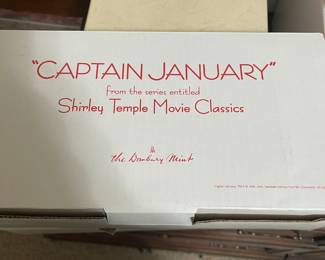 "CAPTAIN JANUARY"
from the series entitled
Shirley Temple Movie Classics
The Danbury Mint